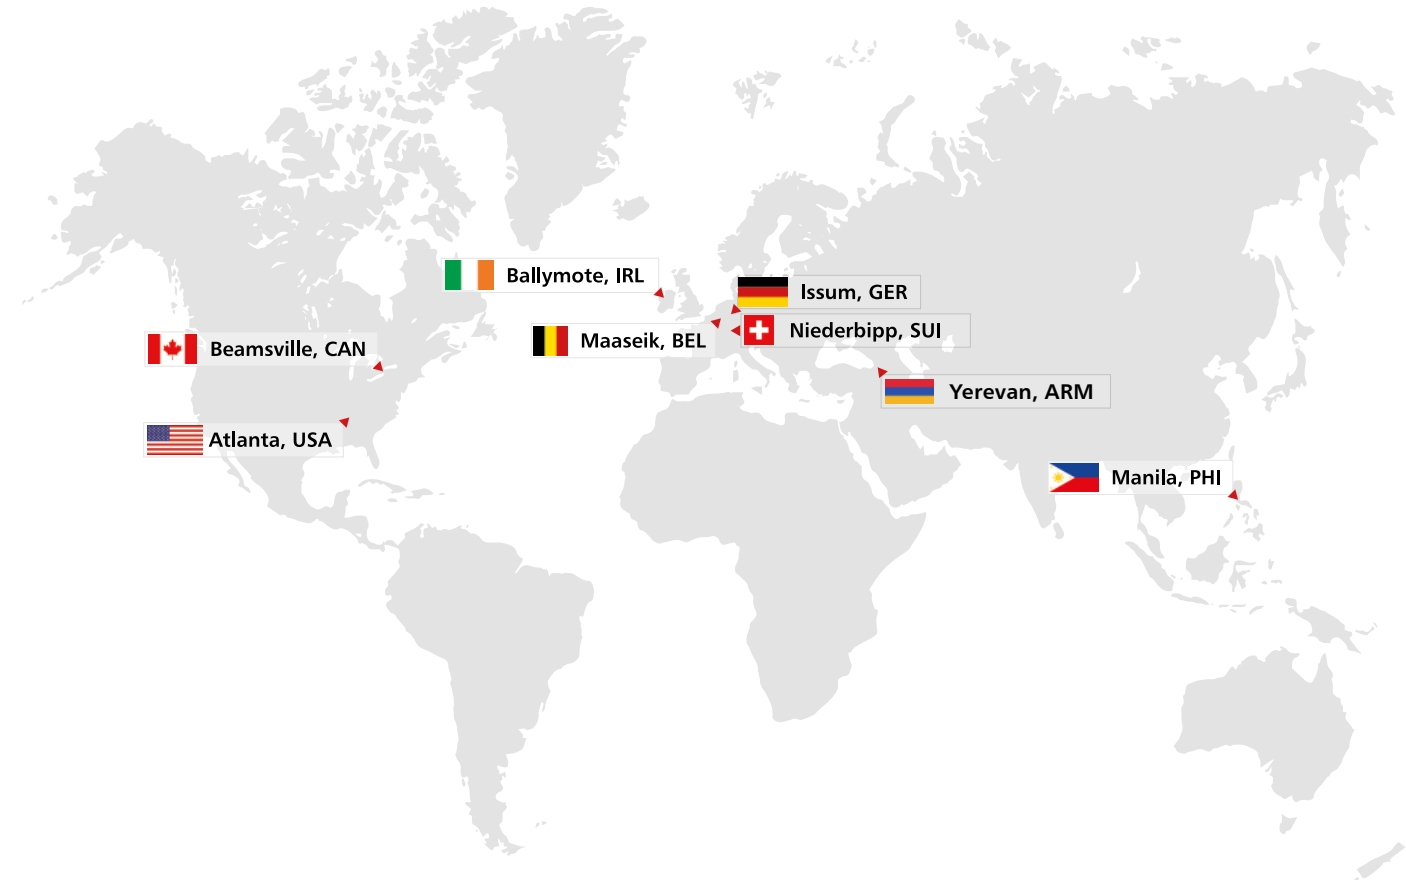 Ballymote, IRL
Issum, GER
Niederbipp, SUI
Maaseik, BEL
Beamsville, CAN
Yerevan, ARM
Atlanta, USA
Manila, PHI